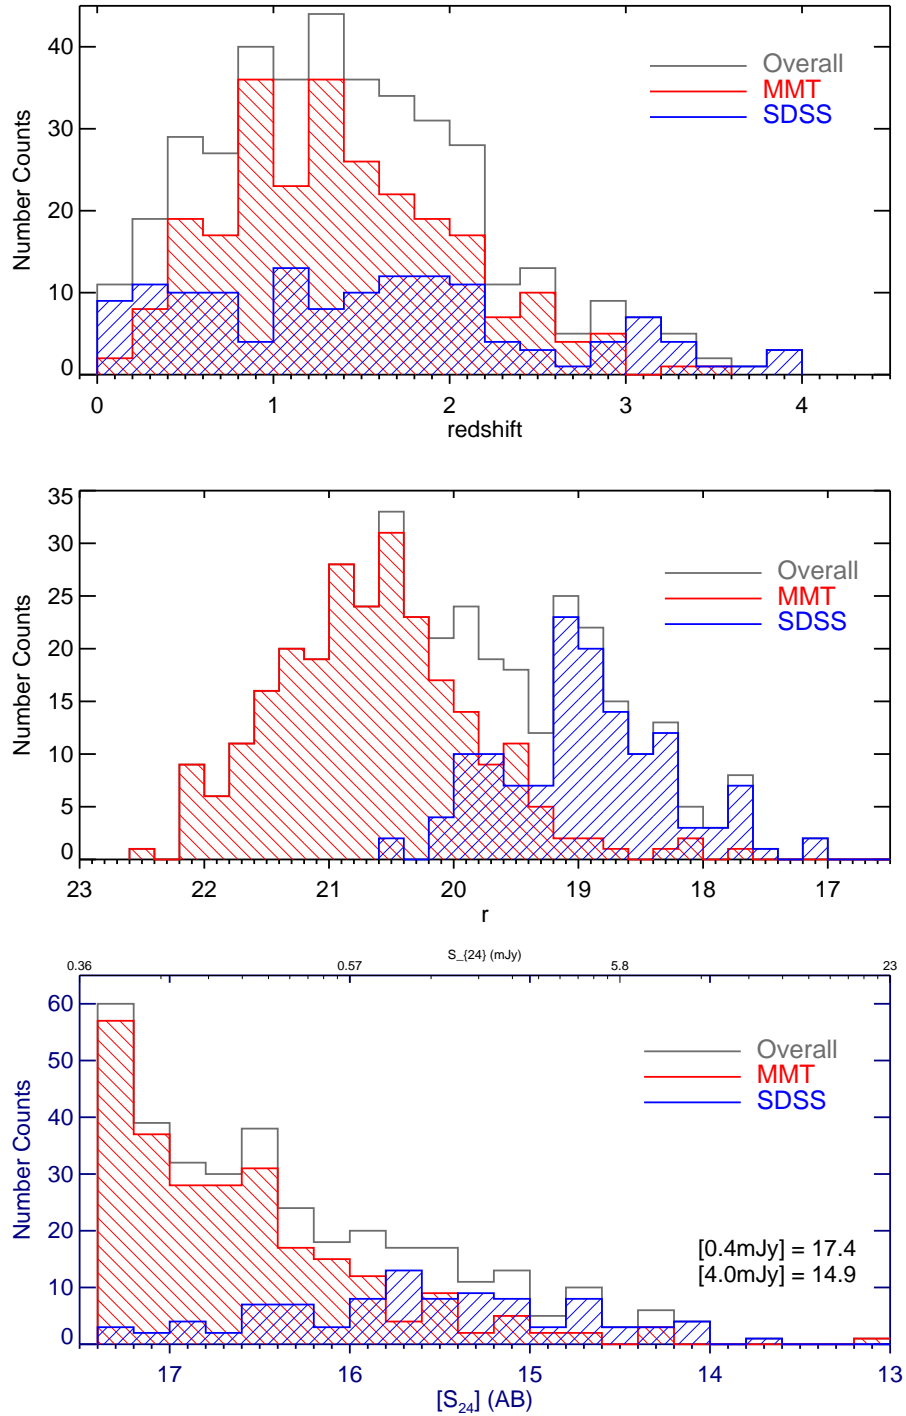 40
30
20
10
0
Number Counts
Overall
MMT
SDSS
0 1 2 3 4
redshift
35
30
25
20
15
10
5
0
Number Counts
Overall
MMT
SDSS
23 22 21 20 19 18 17
r
S_{24} (mJy)
0.36 0.57 5.8 23
60
50
40
30
20
10
0
Number Counts
Overall
MMT
SDSS
[0.4mJy] = 17.4
[4.0mJy] = 14.9
17 16 15 14 13
[S24] (AB)